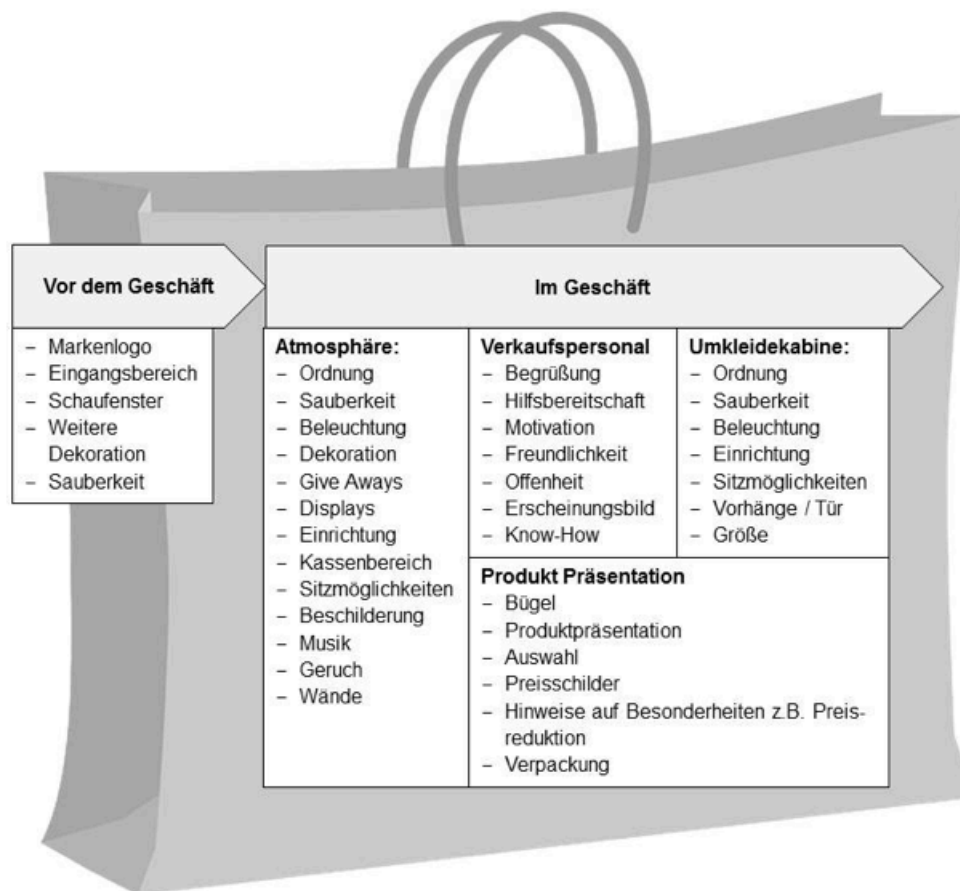 Vor dem Geschäft
– Markenlogo
– Eingangsbereich
– Schaufenster
– Weitere
Dekoration
– Sauberkeit
Im Geschäft
Atmosphäre:
– Ordnung
– Sauberkeit
– Beleuchtung
– Dekoration
– Give Aways
– Displays
– Einrichtung
– Kassenbereich
– Sitzmöglichkeiten
– Beschilderung
– Musik
– Geruch
– Wände
Verkaufspersonal
– Begrüßung
– Hilfsbereitschaft
– Motivation
– Freundlichkeit
– Offenheit
– Erscheinungsbild
– Know-How
Umkleidekabine:
– Ordnung
– Sauberkeit
– Beleuchtung
– Einrichtung
– Sitzmöglichkeiten
– Vorhänge / Tür
– Größe
Produkt Präsentation
– Bügel
– Produktpräsentation
– Auswahl
– Preisschilder
– Hinweise auf Besonderheiten z.B. Preis-
reduktion
– Verpackung